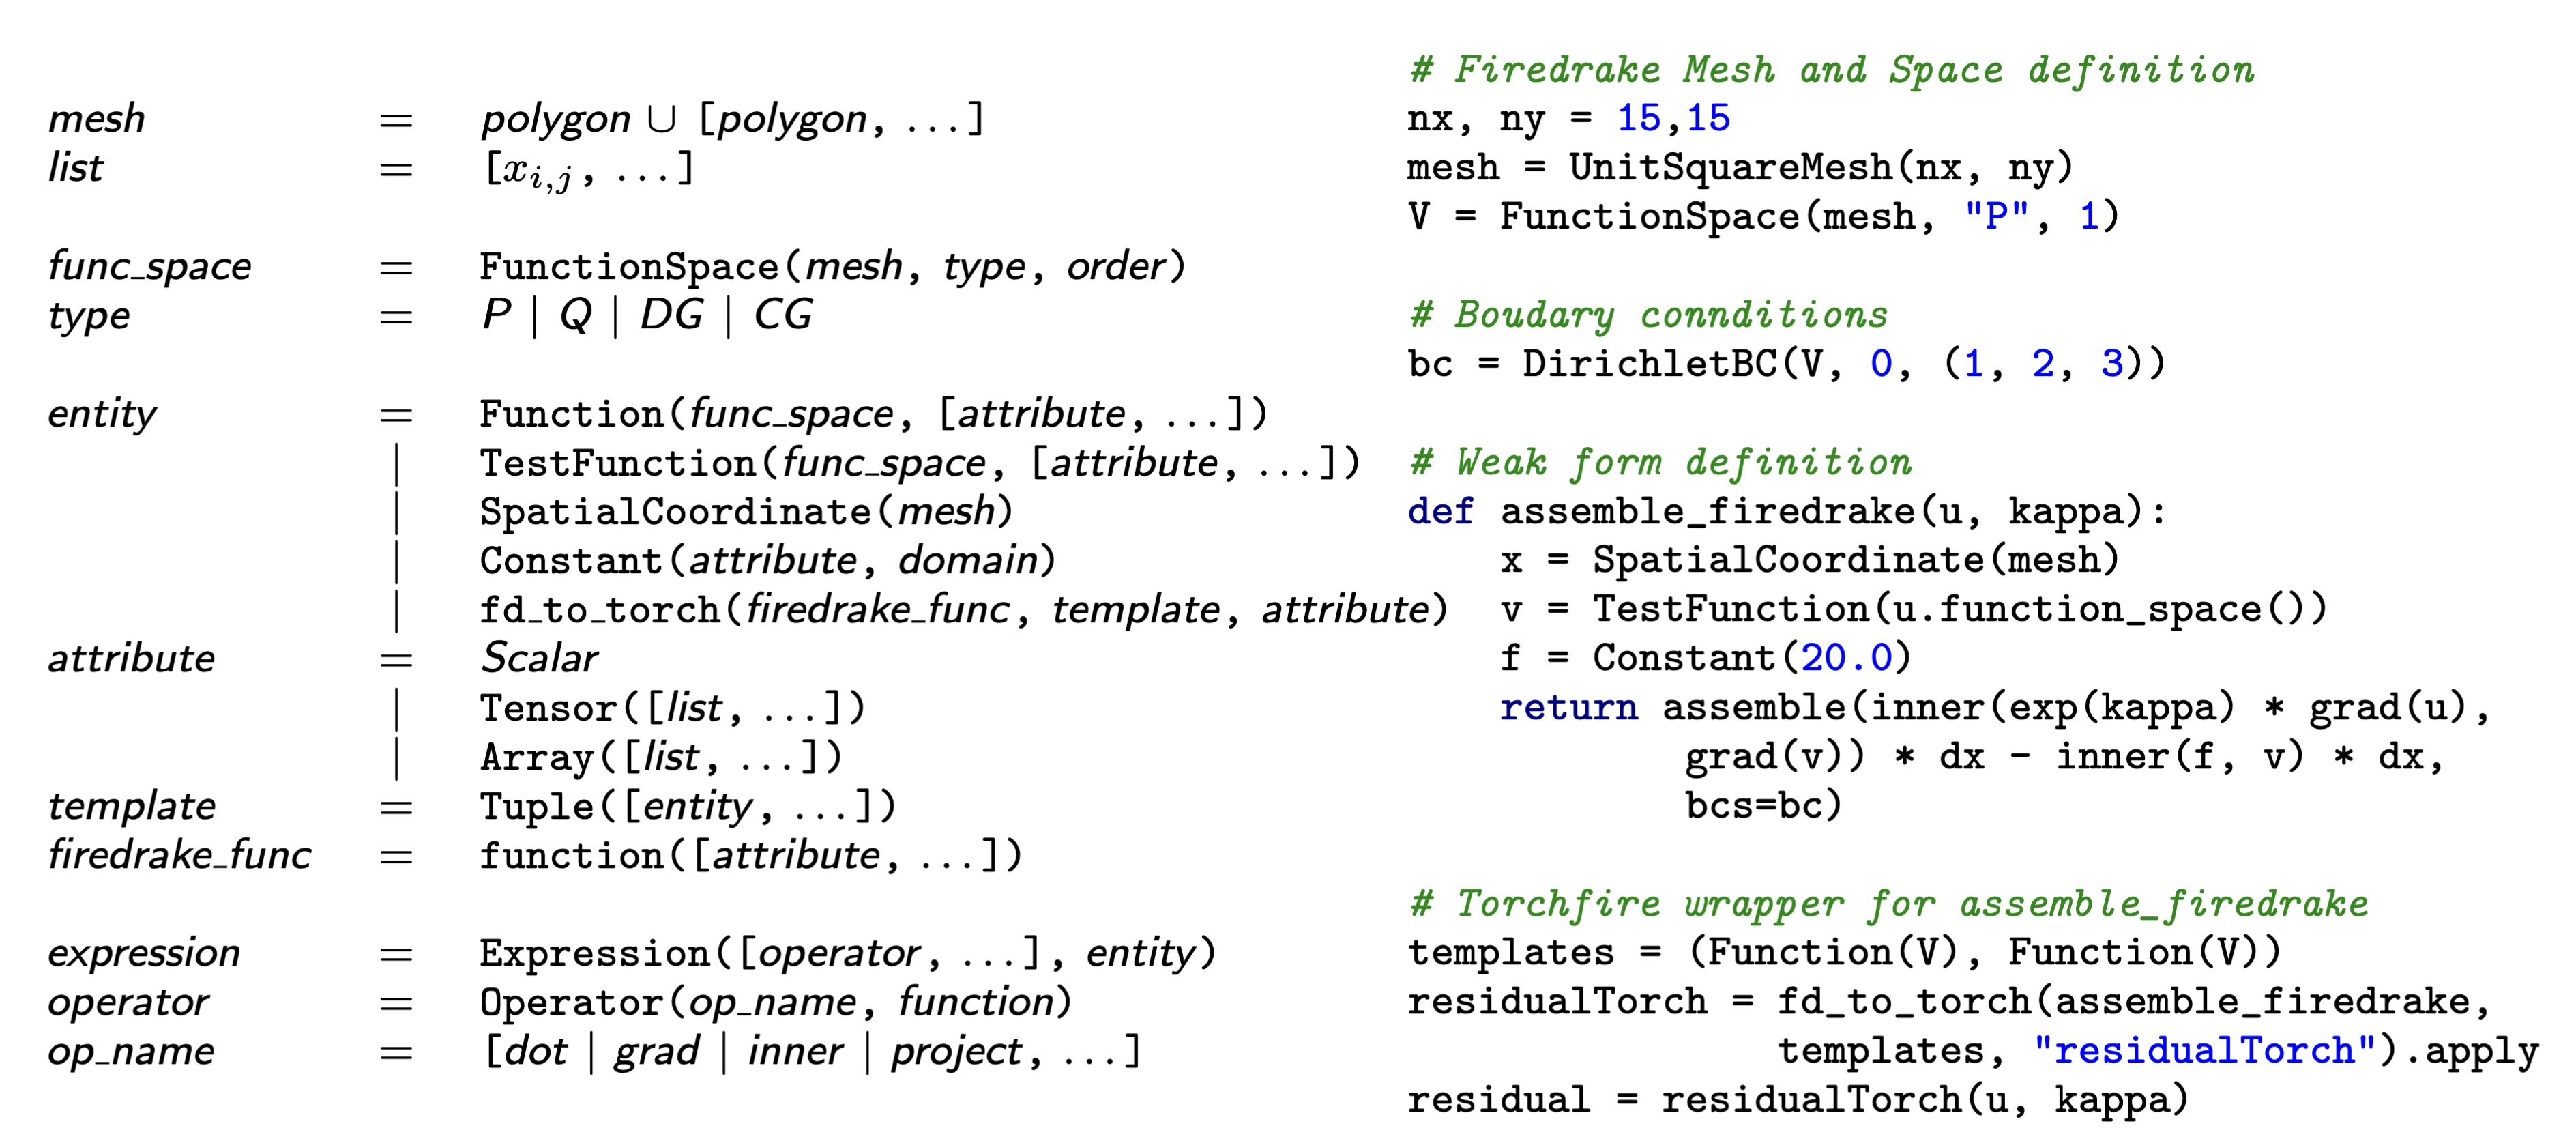 mesh = polygon ∪ [polygon, ...]
list = [x_{i,j}, ...]
func_space = FunctionSpace(mesh, type, order)
type = P | Q | DG | CG
entity = Function(func_space, [attribute, ...])
| TestFunction(func_space, [attribute, ...])
| SpatialCoordinate(mesh)
| Constant(attribute, domain)
| fd_to_torch(firedrake_func, template, attribute)
attribute = Scalar
| Tensor([list, ...])
| Array([list, ...])
template = Tuple([entity, ...])
firedrake_func = function([attribute, ...])
expression = Expression([operator, ...], entity)
operator = Operator(op_name, function)
op_name = [dot | grad | inner | project, ...]
# Firedrake Mesh and Space definition
nx, ny = 15,15
mesh = UnitSquareMesh(nx, ny)
V = FunctionSpace(mesh, "P", 1)
# Boudary connditions
bc = DirichletBC(V, 0, (1, 2, 3))
# Weak form definition
def assemble_firedrake(u, kappa):
    x = SpatialCoordinate(mesh)
    v = TestFunction(u.function_space())
    f = Constant(20.0)
    return assemble(inner(exp(kappa) * grad(u),
            grad(v)) * dx - inner(f, v) * dx,
            bcs=bc)
# Torchfire wrapper for assemble_firedrake
templates = (Function(V), Function(V))
residualTorch = fd_to_torch(assemble_firedrake,
                templates, "residualTorch").apply
residual = residualTorch(u, kappa)